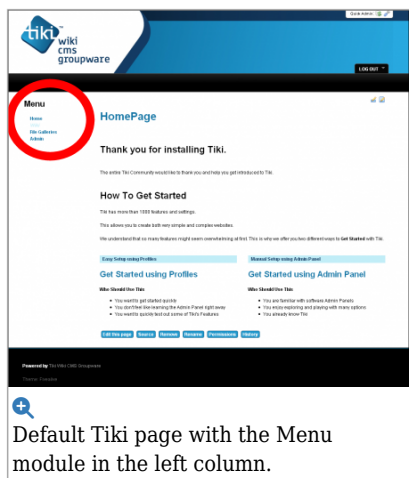 Quick Admin
tiki
wiki
cms
groupware
LOG OUT
Menu
Home
File Galleries
Admin
HomePage
Thank you for installing Tiki.
The entire Tiki Community would like to thank you and help you get introduced to Tiki.
How To Get Started
Tiki has more than 1000 features and settings.
This allows you to create both very simple and complex websites.
We understand that so many features might seem overwhelming at first. This is why we offer you two different ways to Get Started with Tiki.
Easy Setup using Profiles
Manual Setup using Admin Panel
Get Started using Profiles
Get Started using Admin Panel
Who Should Use This
Who Should Use This
You want to get started quickly
You don't feel like learning the Admin Panel right away
You want to quickly test out some of Tiki's Features
You are familiar with software Admin Panels
You enjoy exploring and playing with many options
You already know Tiki
Edit this page Source Remove Rename Permissions History
Powered by Tiki Wiki CMS Groupware
Default Tiki page with the Menu
module in the left column.